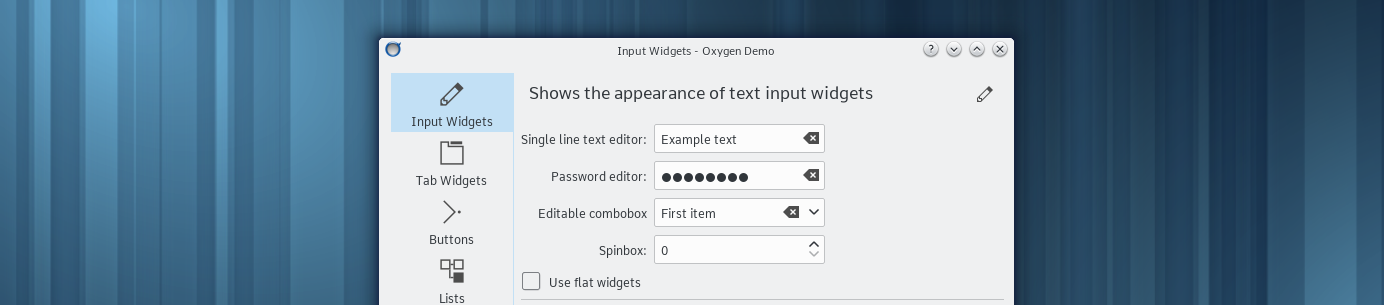 Input Widgets - Oxygen Demo
?
Input Widgets
Tab Widgets
Buttons
Lists
Shows the appearance of text input widgets
Single line text editor: Example text
Password editor: ●●●●●●●●
Editable combobox First item
Spinbox: 0
Use flat widgets